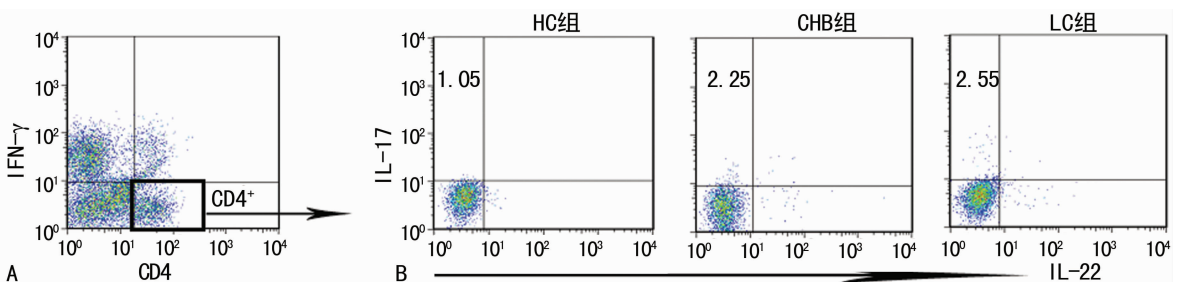 HC组
CHB组
LC组
10⁴
10³
10²
10¹
10⁰
IFN-γ
CD4⁺
10⁰ 10¹ 10² 10³ 10⁴
CD4
A
10⁴
10³
10²
10¹
10⁰
IL-17
1.05
10⁰ 10¹ 10² 10³ 10⁴
2.25
10⁰ 10¹ 10² 10³ 10⁴
2.55
10⁰ 10¹ 10² 10³ 10⁴
B
IL-22